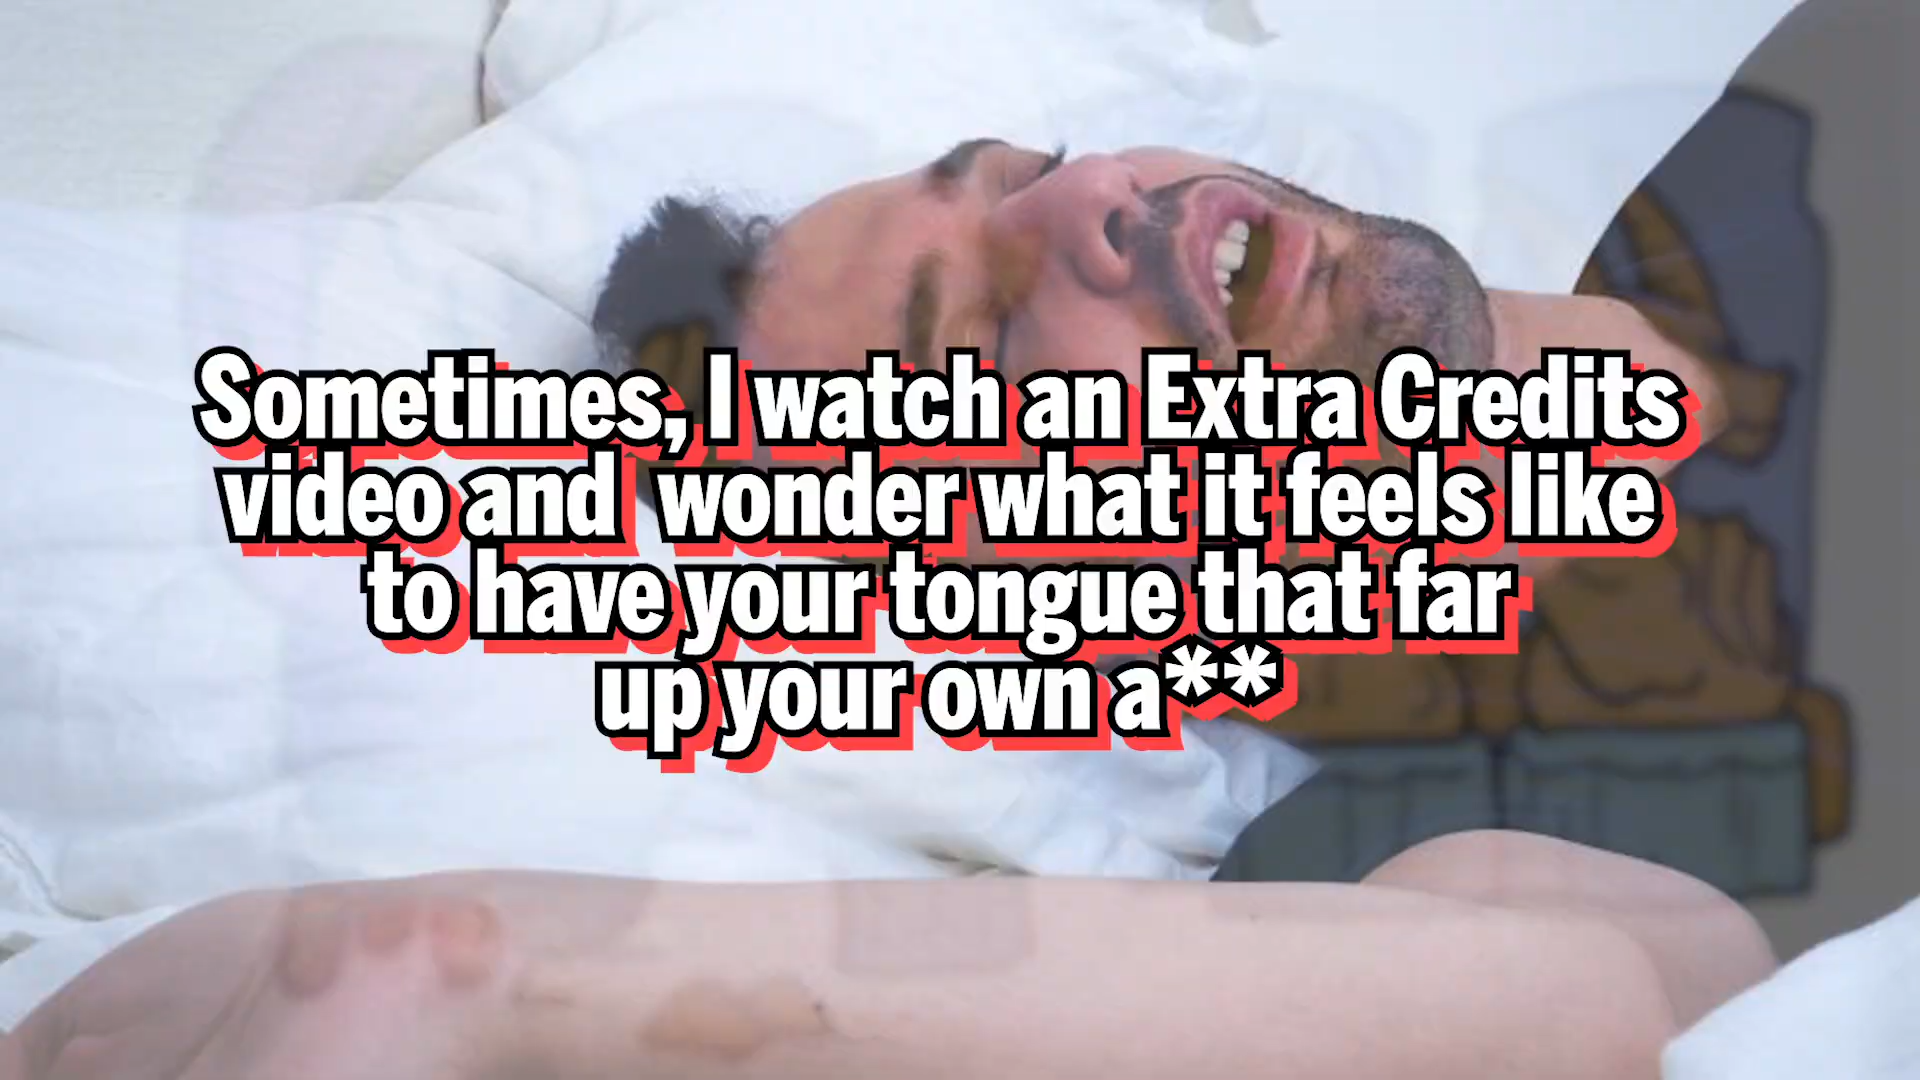 Sometimes, I watch an Extra Credits
video and  wonder what it feels like
to have your tongue that far
up your own a**